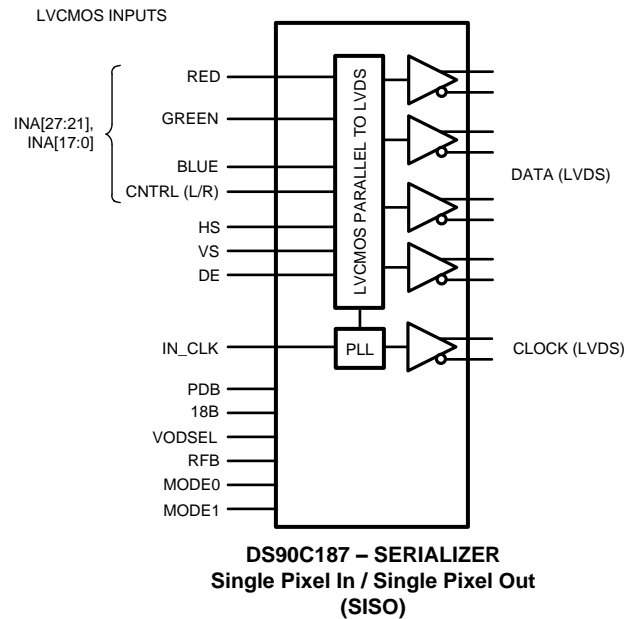 LVCMOS INPUTS
INA[27:21],
INA[17:0]
RED
GREEN
BLUE
CNTRL (L/R)
HS
VS
DE
IN_CLK
PDB
18B
VODSEL
RFB
MODE0
MODE1
LVCMOS PARALLEL TO LVDS
PLL
DATA (LVDS)
CLOCK (LVDS)
DS90C187 – SERIALIZER
Single Pixel In / Single Pixel Out
(SISO)